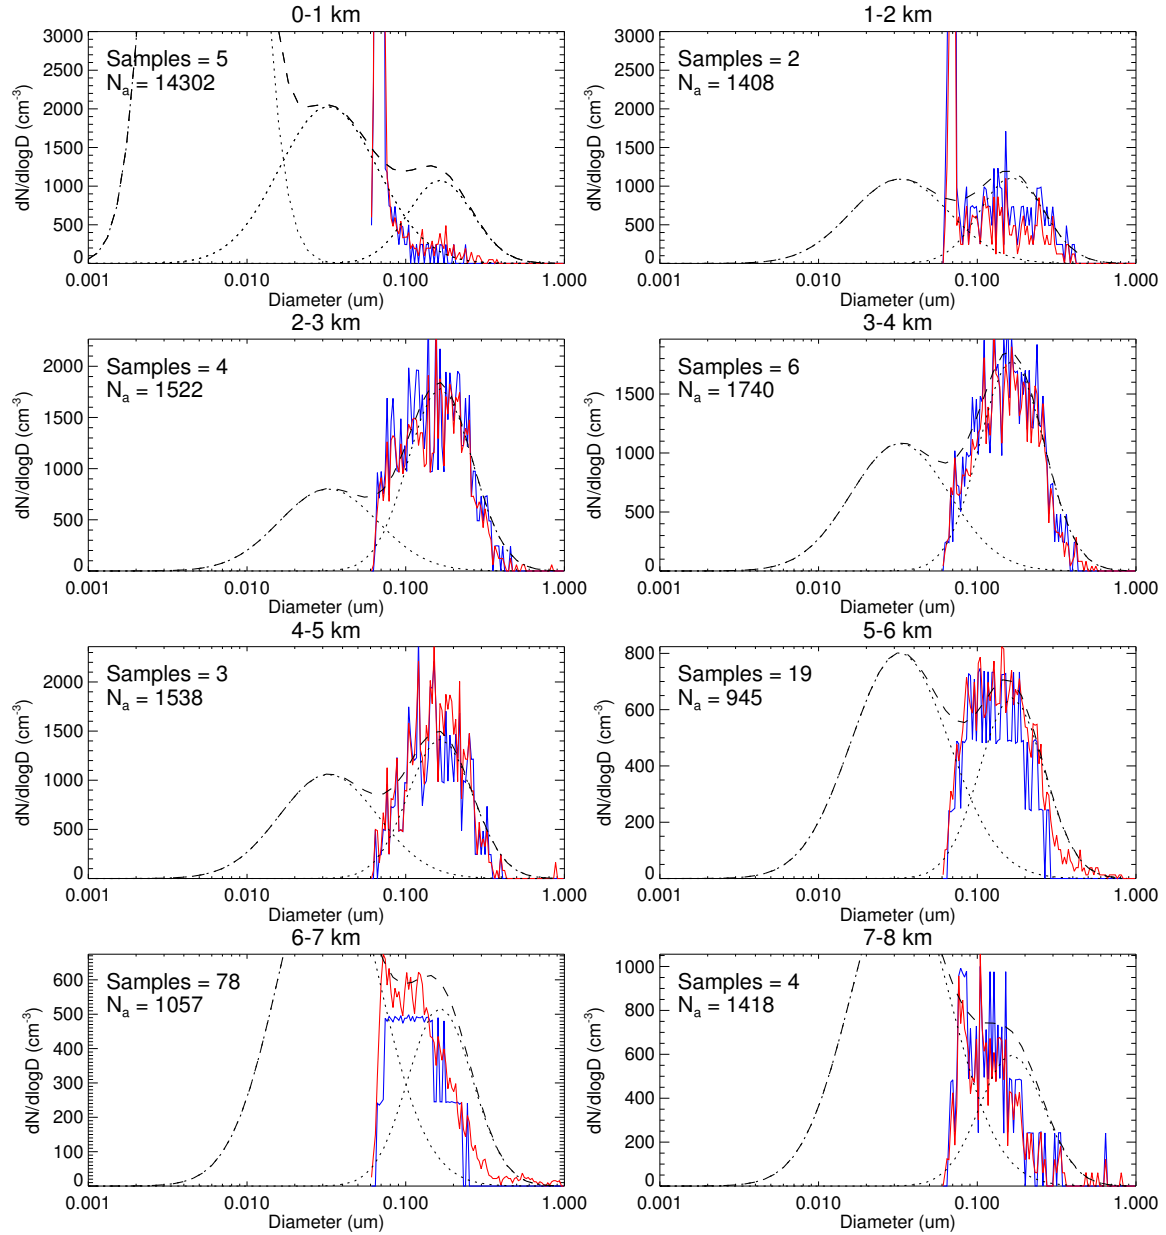 0-1 km
Samples = 5
Nₐ = 14302
dN/dlogD (cm⁻³)
3000
2500
2000
1500
1000
500
0
0.001 0.010 0.100 1.000
Diameter (um)
1-2 km
Samples = 2
Nₐ = 1408
dN/dlogD (cm⁻³)
3000
2500
2000
1500
1000
500
0
0.001 0.010 0.100 1.000
Diameter (um)
2-3 km
Samples = 4
Nₐ = 1522
dN/dlogD (cm⁻³)
2000
1500
1000
500
0
0.001 0.010 0.100 1.000
Diameter (um)
3-4 km
Samples = 6
Nₐ = 1740
dN/dlogD (cm⁻³)
1500
1000
500
0
0.001 0.010 0.100 1.000
Diameter (um)
4-5 km
Samples = 3
Nₐ = 1538
dN/dlogD (cm⁻³)
2000
1500
1000
500
0
0.001 0.010 0.100 1.000
Diameter (um)
5-6 km
Samples = 19
Nₐ = 945
dN/dlogD (cm⁻³)
800
600
400
200
0
0.001 0.010 0.100 1.000
Diameter (um)
6-7 km
Samples = 78
Nₐ = 1057
dN/dlogD (cm⁻³)
600
500
400
300
200
100
0
0.001 0.010 0.100 1.000
Diameter (um)
7-8 km
Samples = 4
Nₐ = 1418
dN/dlogD (cm⁻³)
1000
800
600
400
200
0
0.001 0.010 0.100 1.000
Diameter (um)